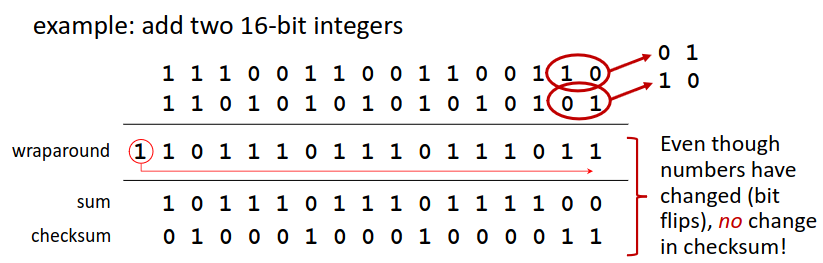 example: add two 16-bit integers
1 1 1 0 0 1 1 0 0 1 1 0 0 1 1 0
0 1
1 1 0 1 0 1 0 1 0 1 0 1 0 1 0 1
1 0
wraparound 1 1 0 1 1 1 0 1 1 1 0 1 1 1 0 1 1
sum 1 0 1 1 1 0 1 1 1 0 1 1 1 1 0 0
checksum 0 1 0 0 0 1 0 0 0 1 0 0 0 0 1 1
Even though
numbers have
changed (bit
flips), no change
in checksum!